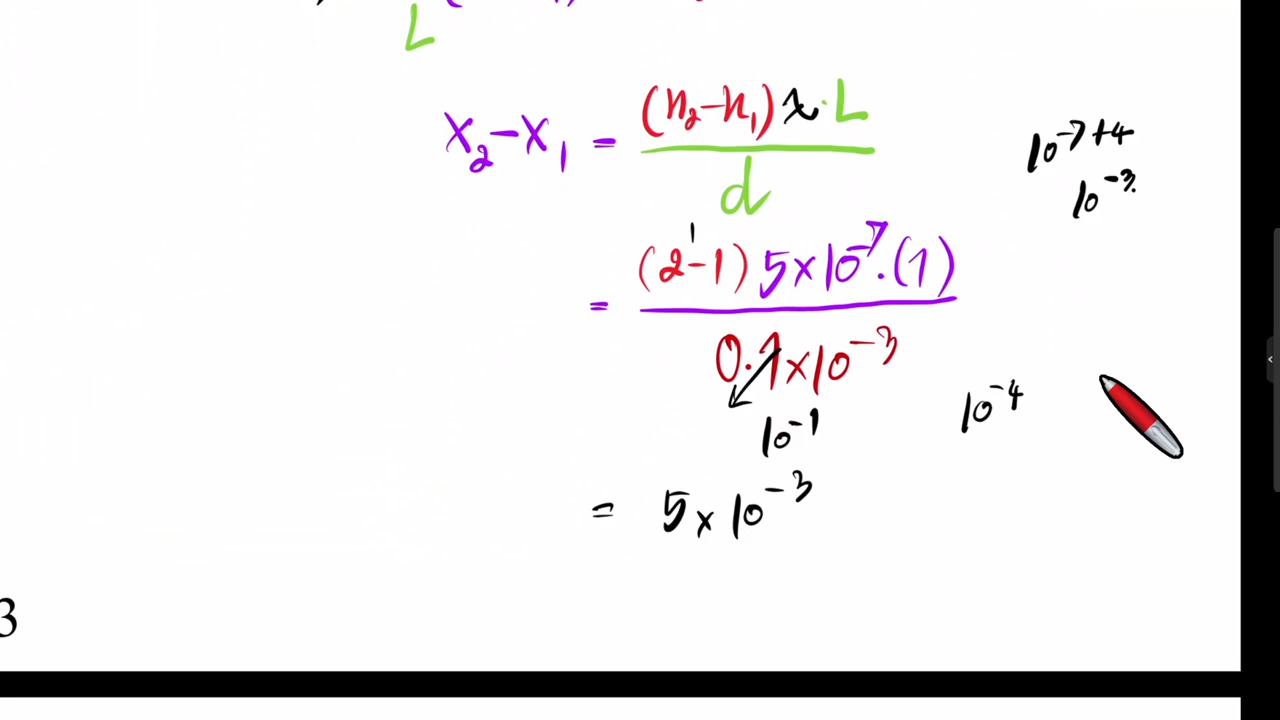 L
x₂-x₁ = (n₂-n₁)λ·L / d
10⁻⁷⁺⁴
10⁻³
= (2-1) 5×10⁻⁷.(1) / 0.1×10⁻³
1
10⁻¹
10⁻⁴
= 5×10⁻³
3